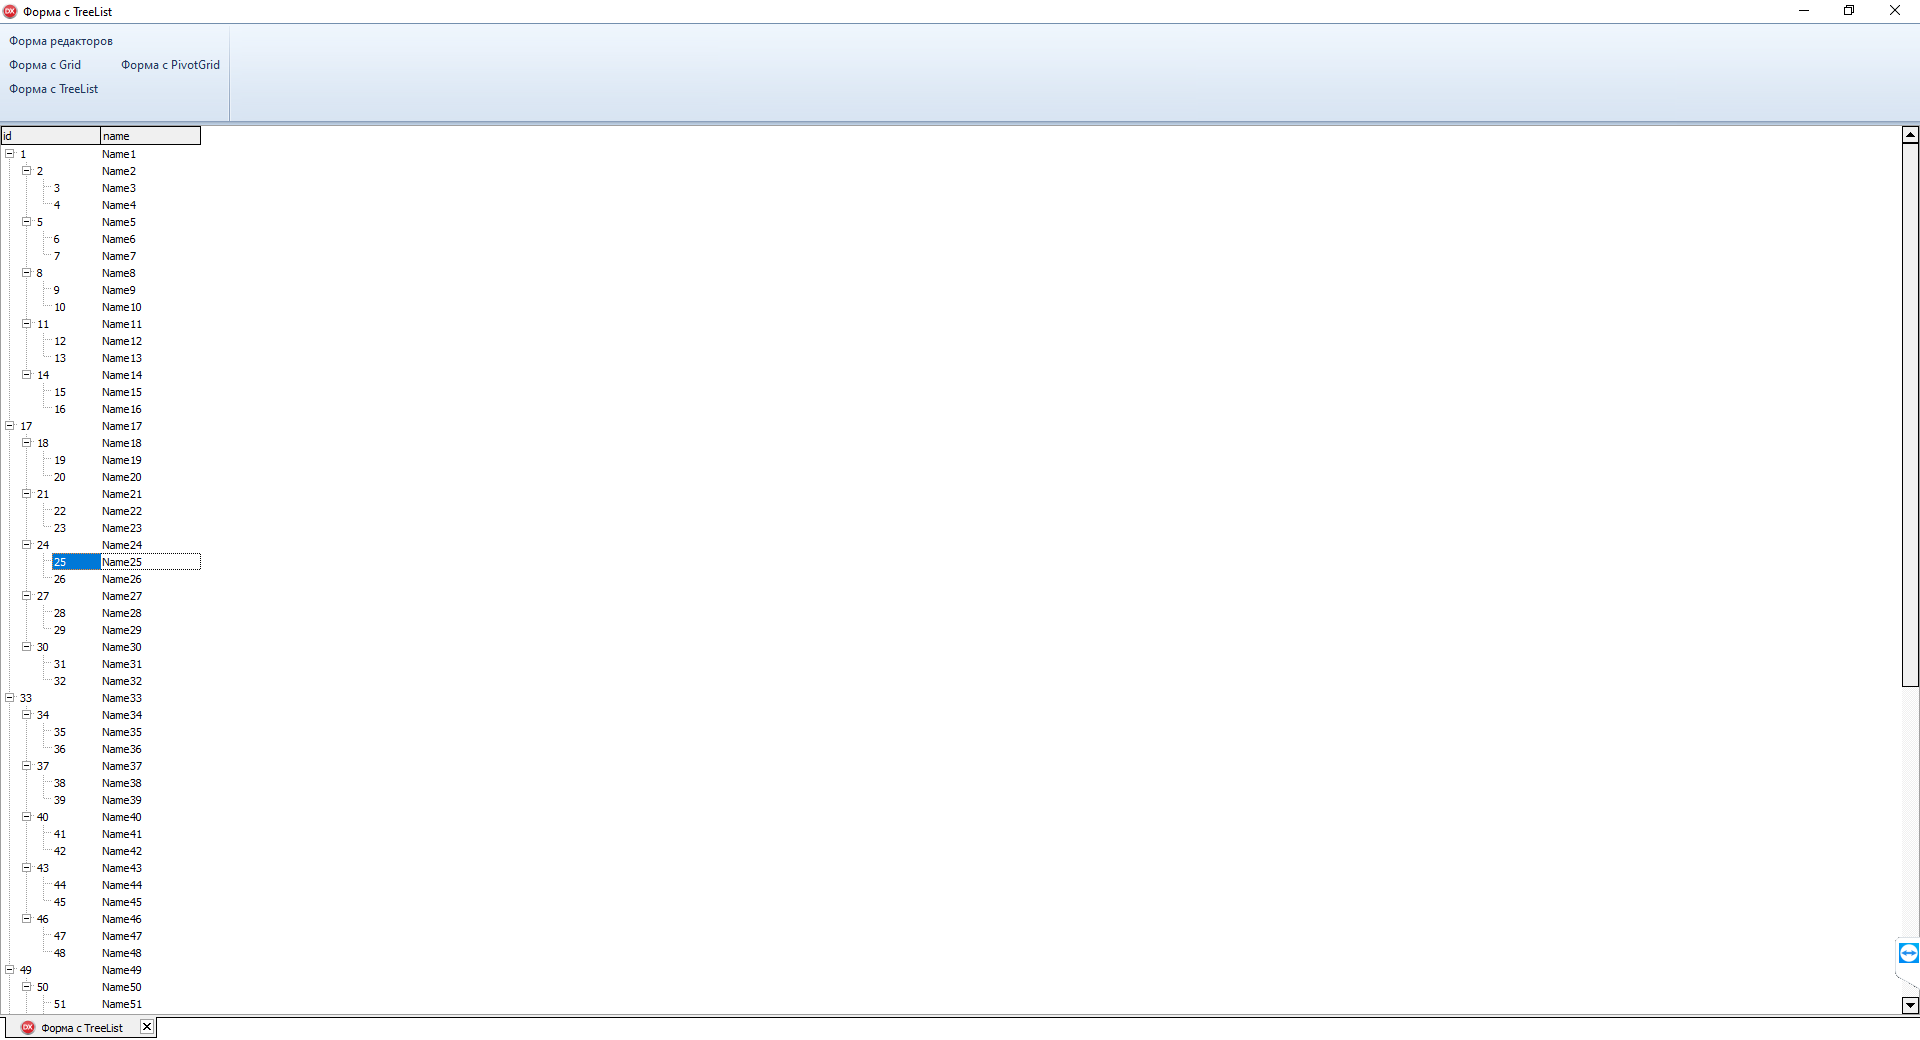 DX Форма с TreeList
Форма редакторов
Форма с Grid Форма с PivotGrid
Форма с TreeList
id name
1 Name1
2 Name2
3 Name3
4 Name4
5 Name5
6 Name6
7 Name7
8 Name8
9 Name9
10 Name10
11 Name11
12 Name12
13 Name13
14 Name14
15 Name15
16 Name16
17 Name17
18 Name18
19 Name19
20 Name20
21 Name21
22 Name22
23 Name23
24 Name24
25 Name25
26 Name26
27 Name27
28 Name28
29 Name29
30 Name30
31 Name31
32 Name32
33 Name33
34 Name34
35 Name35
36 Name36
37 Name37
38 Name38
39 Name39
40 Name40
41 Name41
42 Name42
43 Name43
44 Name44
45 Name45
46 Name46
47 Name47
48 Name48
49 Name49
50 Name50
51 Name51
DX Форма с TreeList